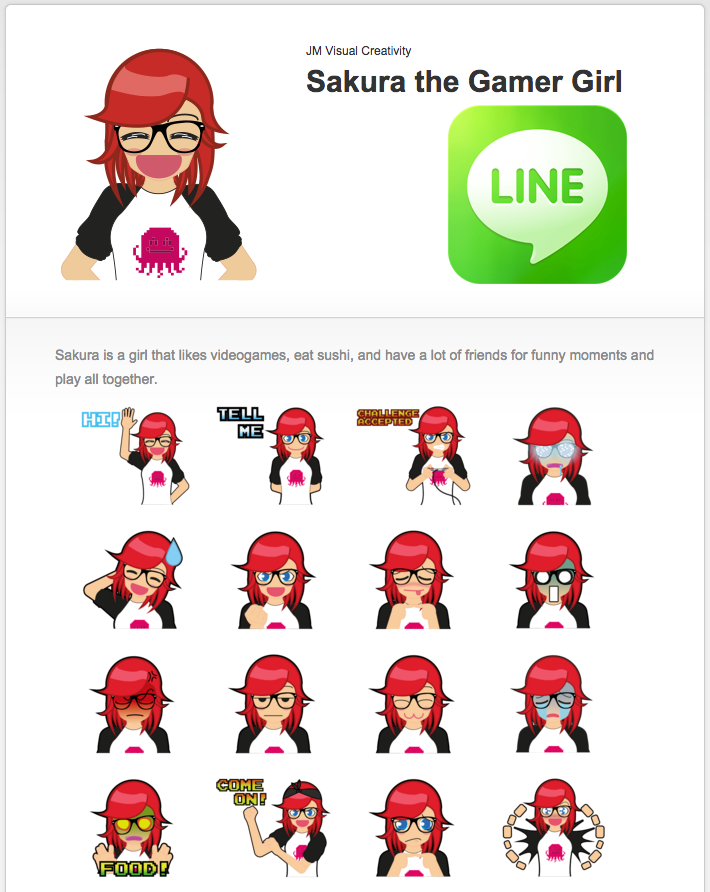 JM Visual Creativity
Sakura the Gamer Girl
LINE
Sakura is a girl that likes videogames, eat sushi, and have a lot of friends for funny moments and
play all together.
HI!
TELL
ME
CHALLENGE
ACCEPTED
COME
ON!
FOOD!